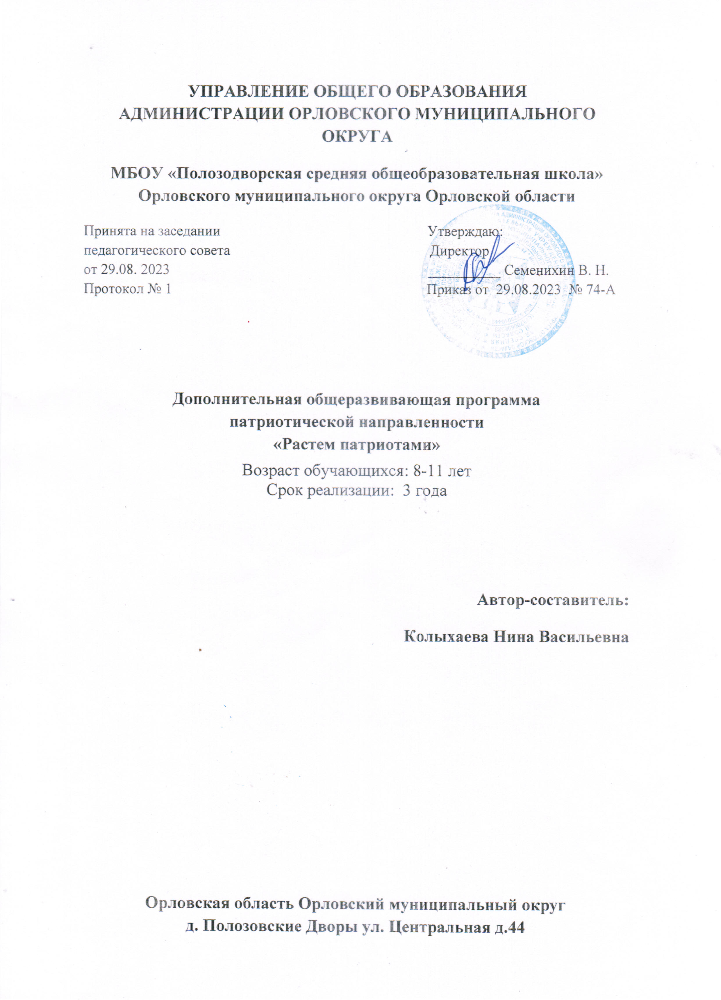 УПРАВЛЕНИЕ ОБЩЕГО ОБРАЗОВАНИЯ
АДМИНИСТРАЦИИ ОРЛОВСКОГО МУНИЦИПАЛЬНОГО
ОКРУГА
МБОУ «Полозодворская средняя общеобразовательная школа»
Орловского муниципального округа Орловской области
Принята на заседании
педагогического совета
от 29.08. 2023
Протокол № 1
Утверждаю:
Директор
__________ Семенихин В. Н.
Приказ от 29.08.2023 № 74-А
Дополнительная общеразвивающая программа
патриотической направленности
«Растем патриотами»
Возраст обучающихся: 8-11 лет
Срок реализации: 3 года
Автор-составитель:
Колыхаева Нина Васильевна
Орловская область Орловский муниципальный округ
д. Полозовские Дворы ул. Центральная д.44